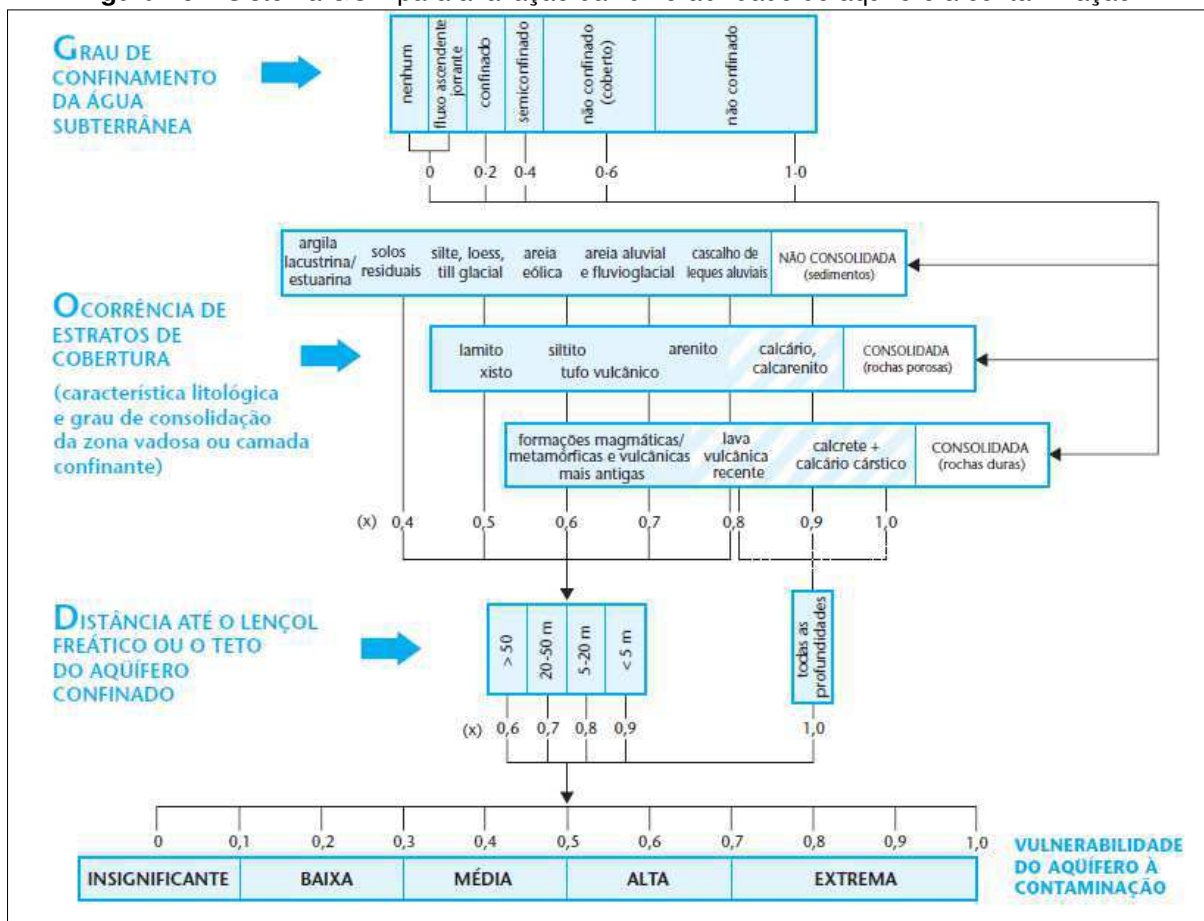 GRAU DE
CONFINAMENTO
DA ÁGUA
SUBTERRÂNEA
nenhum
fluxo ascendente
jorrante
confinado
semiconfinado
não confinado
(coberto)
não confinado
0 0·2 0·4 0·6 1·0
OCORRÊNCIA DE
ESTRATOS DE
COBERTURA
(característica litológica
e grau de consolidação
da zona vadosa ou camada
confinante)
argila
lacustrina/
estuarina
solos
residuais
silte, loess,
till glacial
areia
eólica
areia aluvial
e fluvioglacial
cascalho de
leques aluviais
NÃO CONSOLIDADA
(sedimentos)
lamito
xisto
siltito
tufo vulcânico
arenito
calcário,
calcarenito
CONSOLIDADA
(rochas porosas)
formações magmáticas/
metamórficas e vulcânicas
mais antigas
lava
vulcânica
recente
calcrete +
calcário cárstico
CONSOLIDADA
(rochas duras)
(x) 0,4 0,5 0,6 0,7 0,8 0,9 1,0
DISTÂNCIA ATÉ O LENÇOL
FREÁTICO OU O TETO
DO AQÜÍFERO
CONFINADO
> 50
20-50 m
5-20 m
< 5 m
todas as
profundidades
(x) 0,6 0,7 0,8 0,9 1,0
0 0,1 0,2 0,3 0,4 0,5 0,6 0,7 0,8 0,9 1,0
INSIGNIFICANTE BAIXA MÉDIA ALTA EXTREMA
VULNERABILIDADE
DO AQÜÍFERO À
CONTAMINAÇÃO